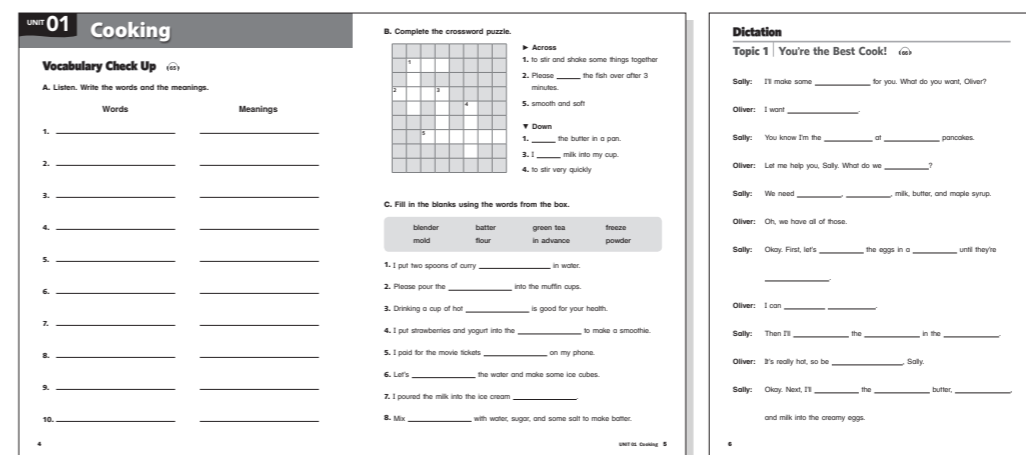 UNIT 01 Cooking
Vocabulary Check Up
A. Listen. Write the words and the meanings.
Words Meanings
1.
2.
3.
4.
5.
6.
7.
8.
9.
10.
4
B. Complete the crossword puzzle.
1
2 3
4
5
► Across
1. to stir and shake some things together
2. Please ______ the fish over after 3
minutes.
5. smooth and soft
▼ Down
1. ______ the butter in a pan.
3. I ______ milk into my cup.
4. to stir very quickly
C. Fill in the blanks using the words from the box.
blender batter green tea freeze
mold flour in advance powder
1. I put two spoons of curry ______ in water.
2. Please pour the ______ into the muffin cups.
3. Drinking a cup of hot ______ is good for your health.
4. I put strawberries and yogurt into the ______ to make a smoothie.
5. I paid for the movie tickets ______ on my phone.
6. Let's ______ the water and make some ice cubes.
7. I poured the milk into the ice cream ______.
8. Mix ______ with water, sugar, and some salt to make batter.
UNIT 01 Cooking 5
Dictation
Topic 1 | You're the Best Cook!
Sally: I'll make some ______ for you. What do you want, Oliver?
Oliver: I want ______.
Sally: You know I'm the ______ at ______ pancakes.
Oliver: Let me help you, Sally. What do we ______?
Sally: We need ______, ______, milk, butter, and maple syrup.
Oliver: Oh, we have all of those.
Sally: Okay. First, let's ______ the eggs in a ______ until they're
______.
Oliver: I can ______ ______.
Sally: Then I'll ______ the ______ in the ______.
Oliver: It's really hot, so be ______, Sally.
Sally: Okay. Next, I'll ______ the ______ butter, ______,
and milk into the creamy eggs.
6